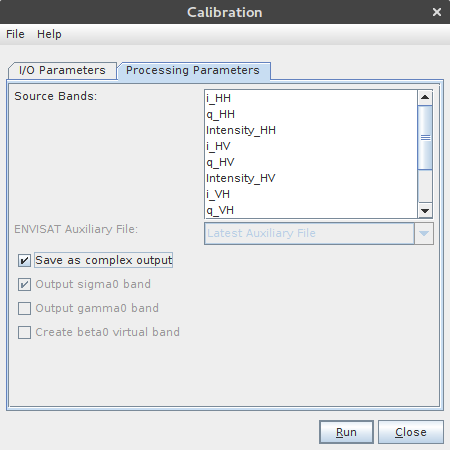 Calibration
File Help
I/O Parameters Processing Parameters
Source Bands:
i_HH
q_HH
Intensity_HH
i_HV
q_HV
Intensity_HV
i_VH
q_VH
ENVISAT Auxiliary File: Latest Auxiliary File
Save as complex output
Output sigma0 band
Output gamma0 band
Create beta0 virtual band
Run Close